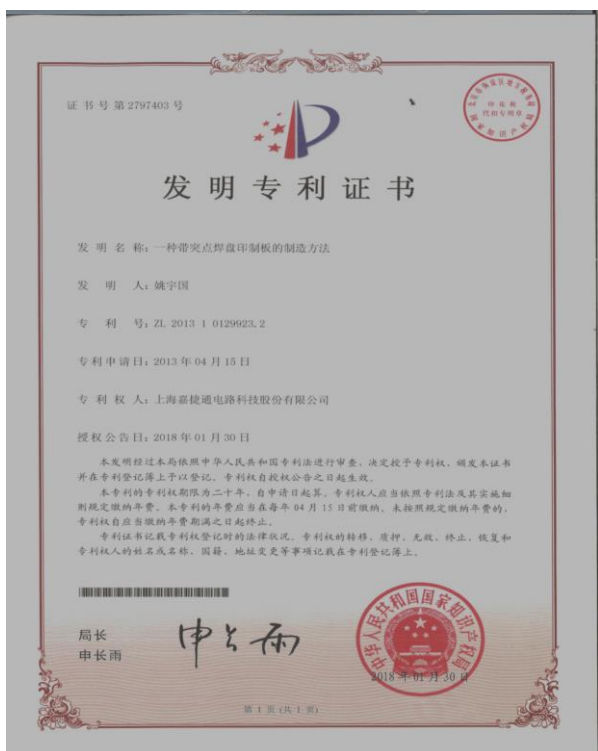 证书号第2797403号
发明专利证书
发 明 名 称：一种带突点焊盘印制板的制造方法
发 明 人：姚宇国
专 利 号：ZL 2013 1 0129923.2
专利申请日：2013年04月15日
专 利 权 人：上海嘉捷通电路科技股份有限公司
授权公告日：2018年01月30日
本发明经过本局依照中华人民共和国专利法进行审查，决定授予专利权，颁发本证书
并在专利登记簿上予以登记。专利权自授权公告之日起生效。
本专利的专利权期限为二十年，自申请日起算。专利权人应当依照专利法及其实施细
则规定缴纳年费。本专利的年费应当在每年04月15日前缴纳。未按照规定缴纳年费的，
专利权自应当缴纳年费期满之日起终止。
专利证书记载专利权登记时的法律状况。专利权的转移、质押、无效、终止、恢复和
专利权人的姓名或名称、国籍、地址变更等事项记载在专利登记簿上。
局长
申长雨
申长雨
中华人民共和国国家知识产权局
2018年01月30日
第 1 页 (共 1 页)